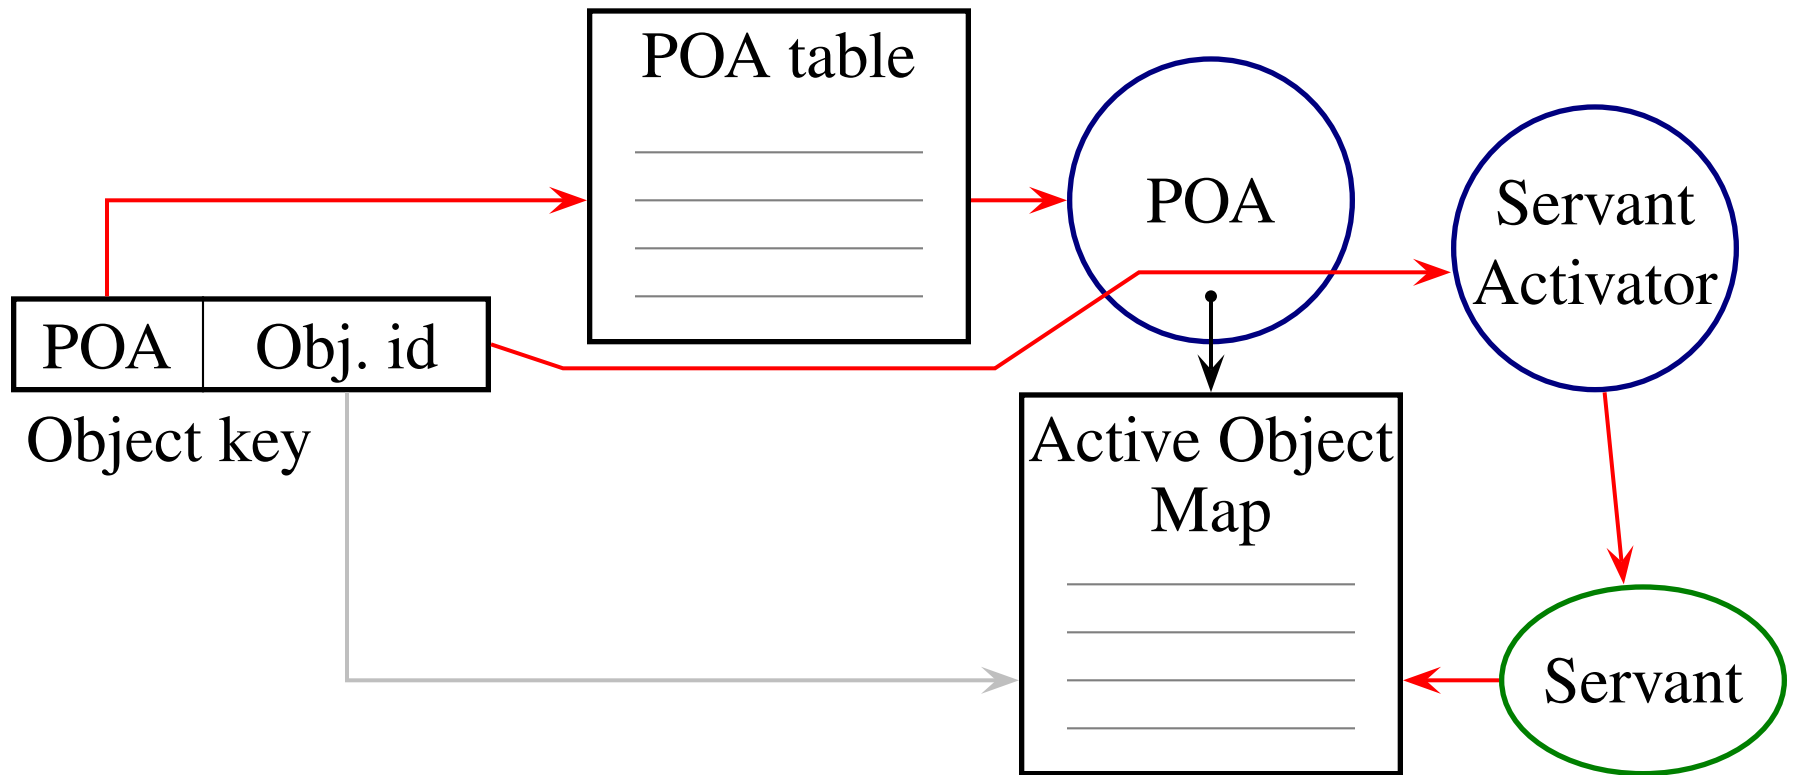 POA table
POA
Servant
Activator
POA
Obj. id
Object key
Active Object
Map
Servant